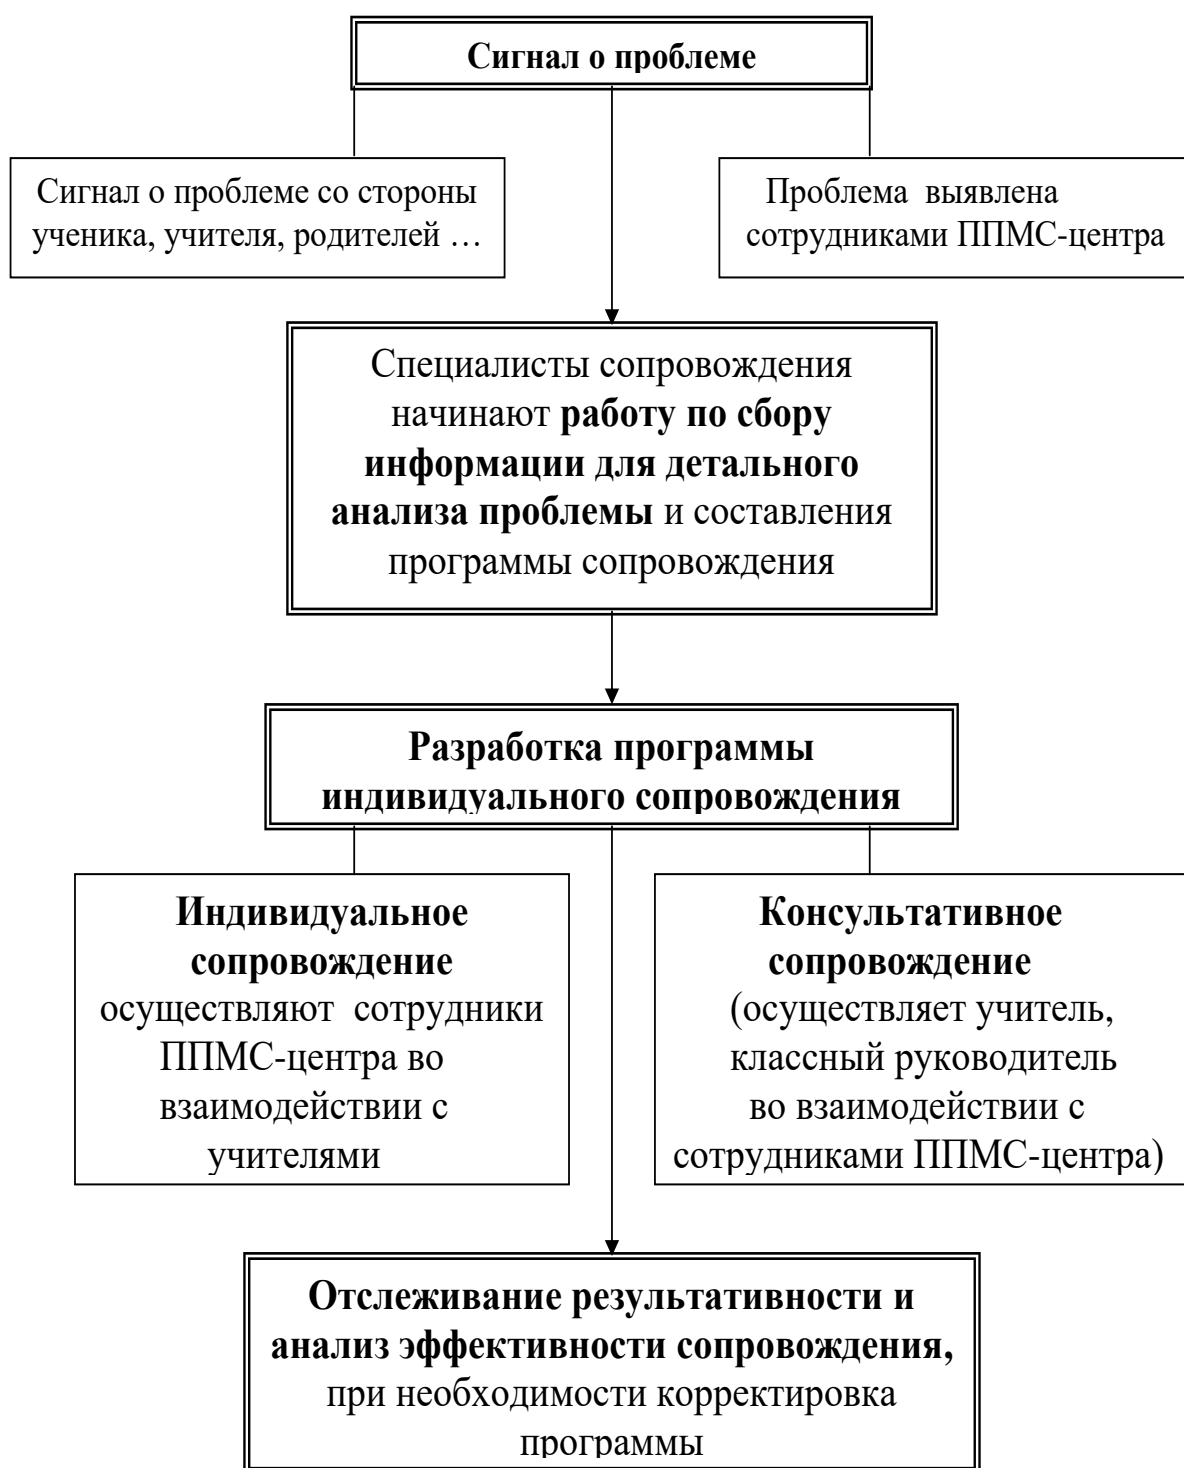 Сигнал о проблеме
Сигнал о проблеме со стороны
ученика, учителя, родителей …
Проблема выявлена
сотрудниками ППМС-центра
Специалисты сопровождения
начинают работу по сбору
информации для детального
анализа проблемы и составления
программы сопровождения
Разработка программы
индивидуального сопровождения
Индивидуальное
сопровождение
осуществляют сотрудники
ППМС-центра во
взаимодействии с
учителями
Консультативное
сопровождение
(осуществляет учитель,
классный руководитель
во взаимодействии с
сотрудниками ППМС-центра)
Отслеживание результативности и
анализ эффективности сопровождения,
при необходимости корректировка
программы